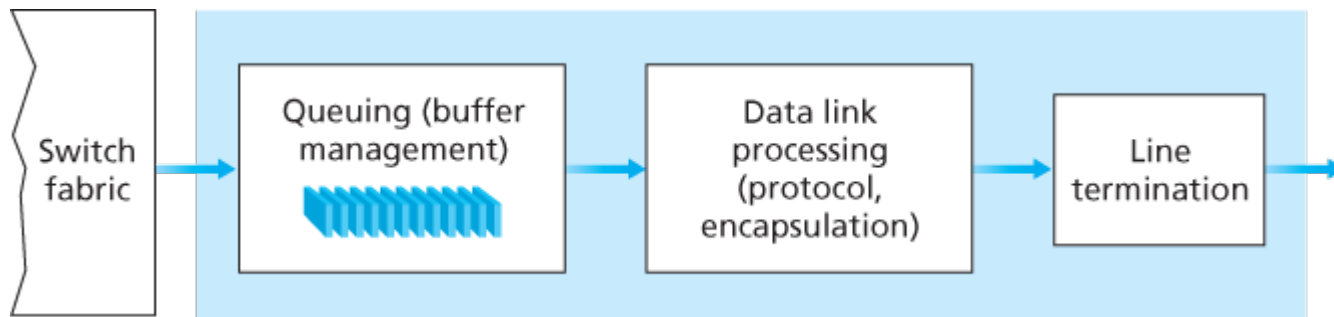 Switch
fabric
Queuing (buffer
management)
Data link
processing
(protocol,
encapsulation)
Line
termination